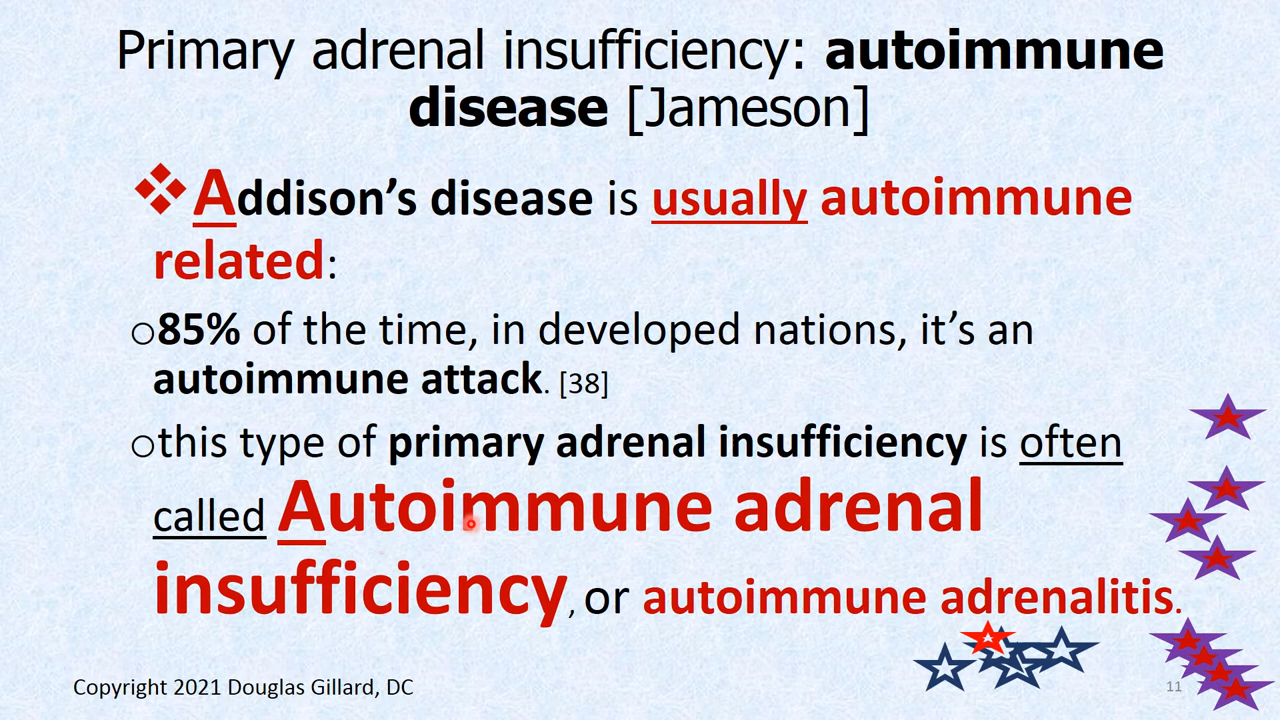 Primary adrenal insufficiency: autoimmune
disease [Jameson]
❖Addison’s disease is usually autoimmune
related:
o85% of the time, in developed nations, it’s an
autoimmune attack. [38]
othis type of primary adrenal insufficiency is often
called Autoimmune adrenal
insufficiency, or autoimmune adrenalitis.
Copyright 2021 Douglas Gillard, DC
11